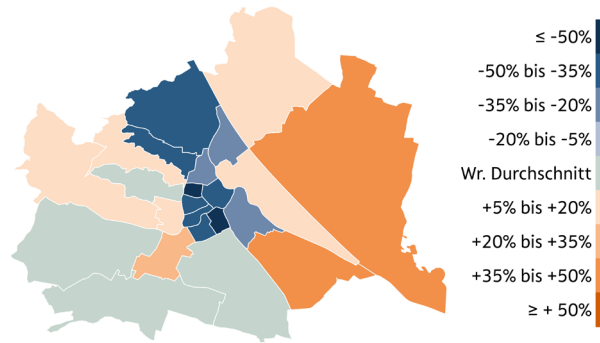 ≤ -50%
-50% bis -35%
-35% bis -20%
-20% bis -5%
Wr. Durchschnitt
+5% bis +20%
+20% bis +35%
+35% bis +50%
≥ + 50%